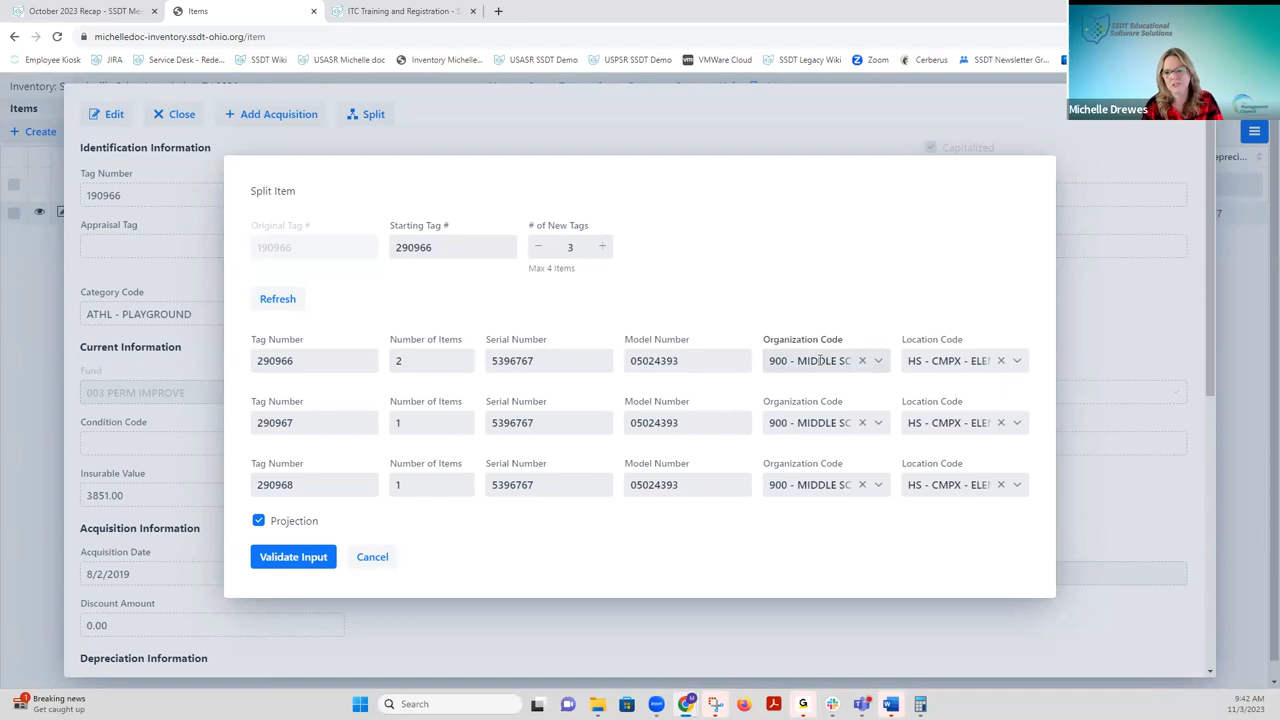 October 2023 Recap - SSDT Me
Items
ITC Training and Registration - S
michelledoc-inventory.ssdt-ohio.org/item
Employee Kiosk
JIRA
Service Desk - Rede...
SSDT Wiki
USASR Michelle doc
Inventory Michelle...
USASR SSDT Demo
USPSR SSDT Demo
VMWare Cloud
SSDT Legacy Wiki
Zoom
Cerberus
SSDT Newsletter Gr...
SSDT Educational
Software Solutions
Management
Council
Michelle Drewes
Inventory:
Items
Create
Edit
Close
Add Acquisition
Split
Identification Information
Capitalized
epreci...
Tag Number
190966
Appraisal Tag
7
Category Code
ATHL - PLAYGROUND
Current Information
Fund
003 PERM IMPROVE
Condition Code
Insurable Value
3851.00
Acquisition Information
Acquisition Date
8/2/2019
Discount Amount
0.00
Depreciation Information
Split Item
Original Tag #
Starting Tag #
# of New Tags
190966
290966
3
Max 4 items
Refresh
Tag Number
Number of Items
Serial Number
Model Number
Organization Code
Location Code
290966
2
5396767
05024393
900 - MIDDLE SC
HS - CMPX - ELEM
Tag Number
Number of Items
Serial Number
Model Number
Organization Code
Location Code
290967
1
5396767
05024393
900 - MIDDLE SC
HS - CMPX - ELEM
Tag Number
Number of Items
Serial Number
Model Number
Organization Code
Location Code
290968
1
5396767
05024393
900 - MIDDLE SC
HS - CMPX - ELEM
Projection
Validate Input
Cancel
1
Breaking news
Get caught up
Search
9:42 AM
11/3/2023